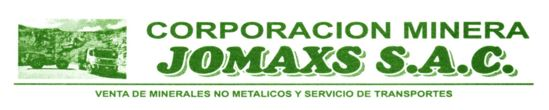 CORPORACION MINERA
JOMAXS S.A.C.
VENTA DE MINERALES NO METALICOS Y SERVICIO DE TRANSPORTES